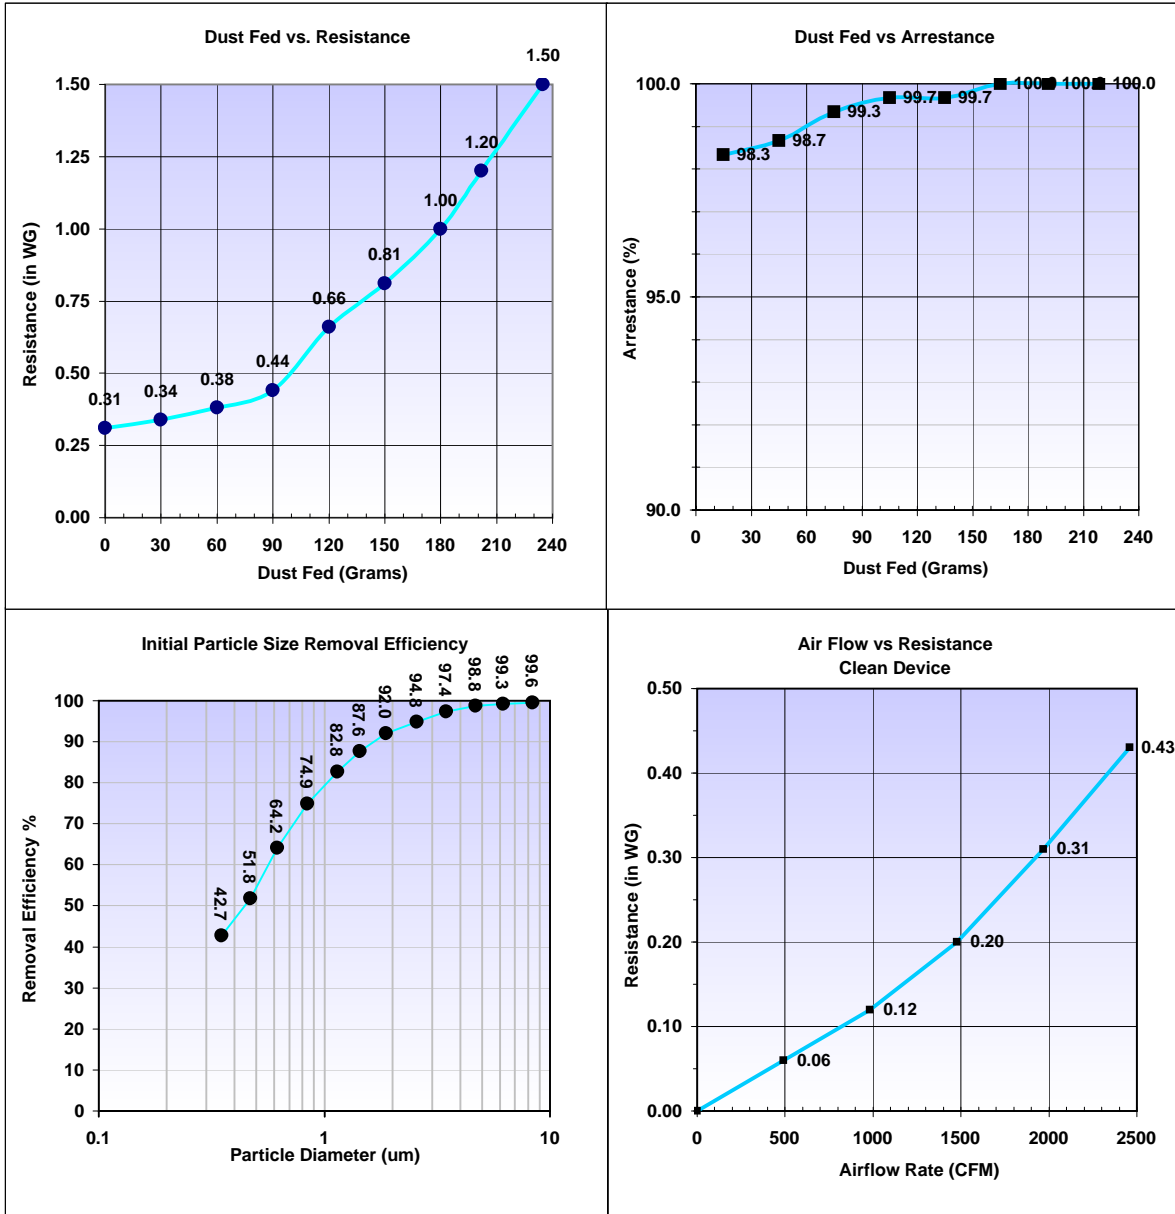 Dust Fed vs. Resistance
1.50
1.50
1.25
1.20
1.00
1.00
0.81
0.75
0.66
0.50
0.44
0.38
0.34
0.31
0.25
0.00
0 30 60 90 120 150 180 210 240
Dust Fed (Grams)
Resistance (in WG)
Dust Fed vs Arrestance
100.0
98.3 98.7 99.3 99.7 99.7 100.0 100.0 100.0
95.0
90.0
0 30 60 90 120 150 180 210 240
Dust Fed (Grams)
Arrestance (%)
Initial Particle Size Removal Efficiency
42.7 51.8 64.2 74.9 82.8 87.6 92.0 94.8 97.4 98.8 99.3 99.6
100
90
80
70
60
50
40
30
20
10
0
0.1 1 10
Particle Diameter (um)
Removal Efficiency %
Air Flow vs Resistance
Clean Device
0.50
0.43
0.40
0.31
0.30
0.20
0.20
0.12
0.10
0.06
0.00
0 500 1000 1500 2000 2500
Airflow Rate (CFM)
Resistance (in WG)